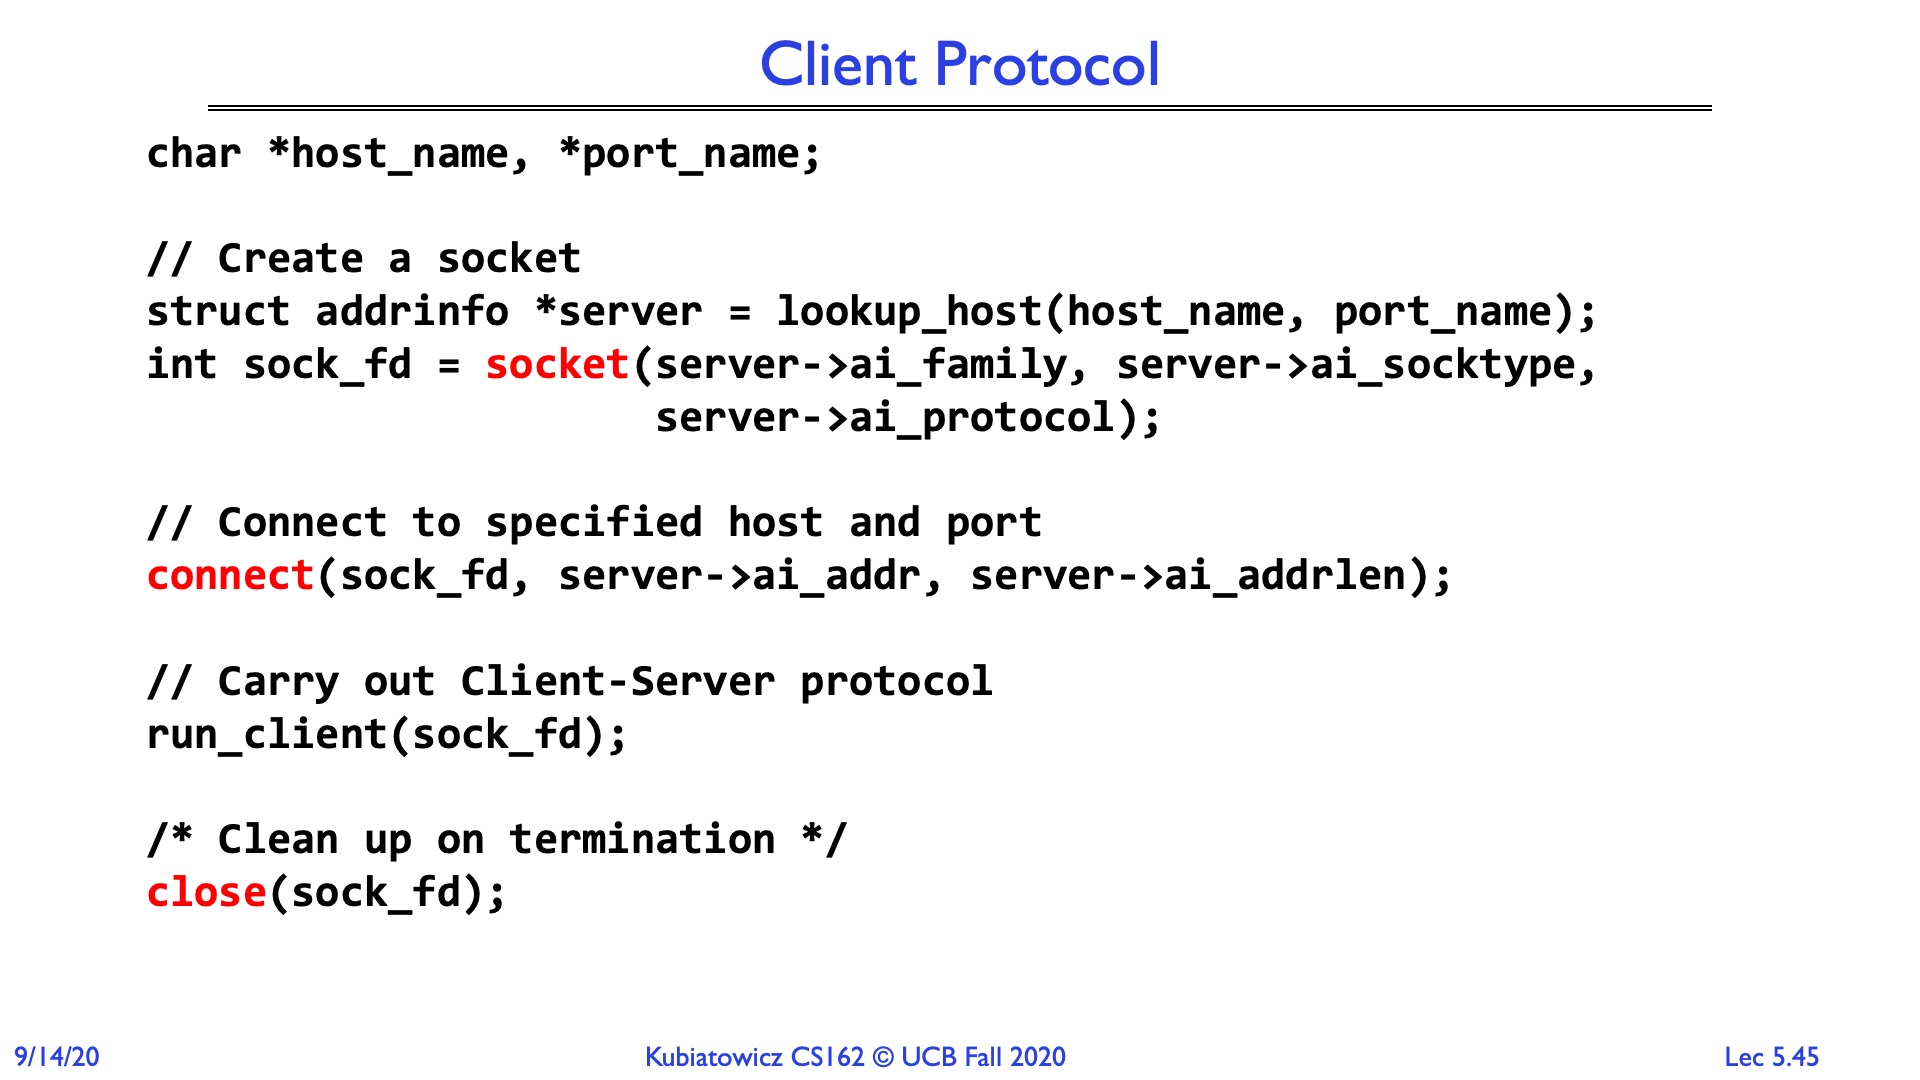 Client Protocol
char *host_name, *port_name;
// Create a socket
struct addrinfo *server = lookup_host(host_name, port_name);
int sock_fd = socket(server->ai_family, server->ai_socktype,
server->ai_protocol);
// Connect to specified host and port
connect(sock_fd, server->ai_addr, server->ai_addrlen);
// Carry out Client-Server protocol
run_client(sock_fd);
/* Clean up on termination */
close(sock_fd);
9/14/20
Kubiatowicz CS162 © UCB Fall 2020
Lec 5.45